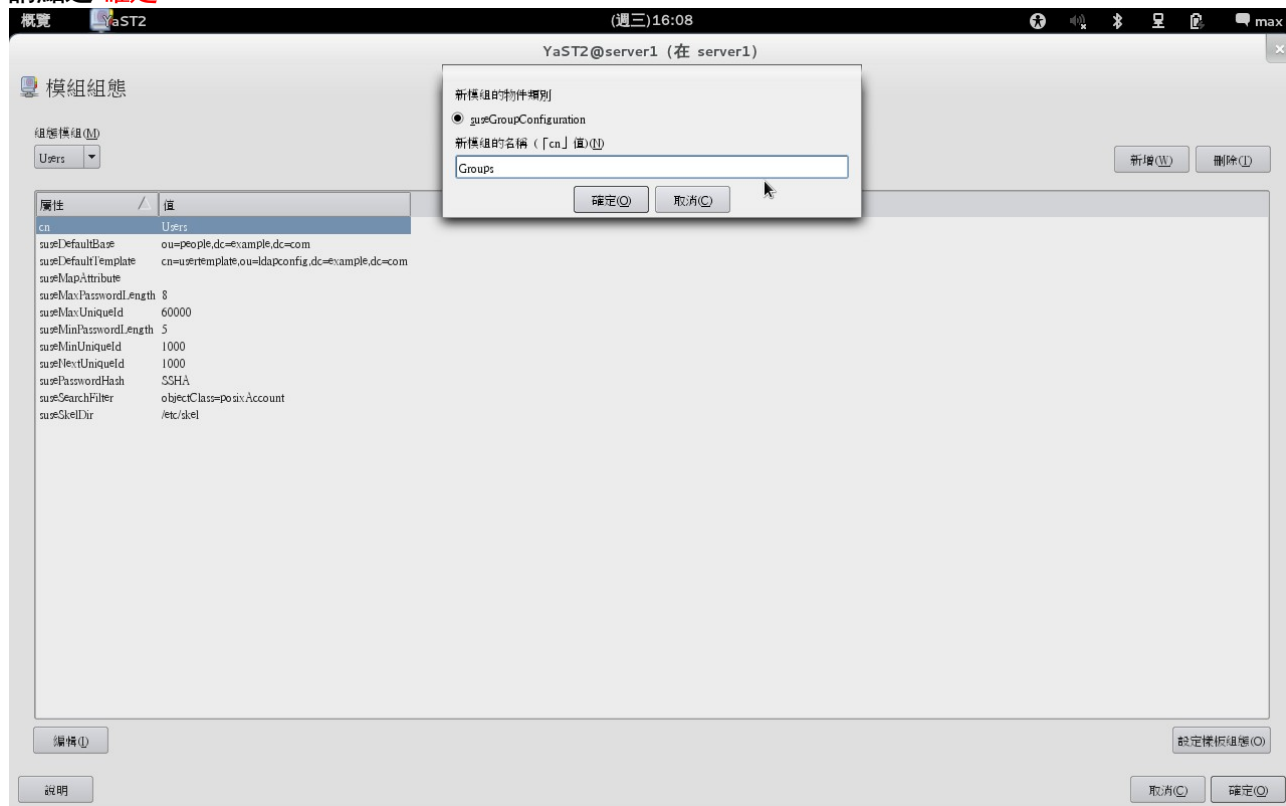 請點選 確定
概覽 YaST2 (週三)16:08 max
YaST2@server1 (在 server1)
模組組態
組態模組(M)
Users
新增(W) 刪除(T)
新模組的物件類別
suseGroupConfiguration
新模組的名稱 (「cn」值)(N)
Groups
確定(O) 取消(C)
屬性 值
cn Users
suseDefaultBase ou=people,dc=example,dc=com
suseDefaultTemplate cn=usertemplate,ou=ldapconfig,dc=example,dc=com
suseMapAttribute
suseMaxPasswordLength 8
suseMaxUniqueId 60000
suseMinPasswordLength 5
suseMinUniqueId 1000
suseNextUniqueId 1000
susePasswordHash SSHA
suseSearchFilter objectClass=posixAccount
suseSkelDir /etc/skel
編輯(I) 設定樣板組態(O)
說明 取消(C) 確定(O)